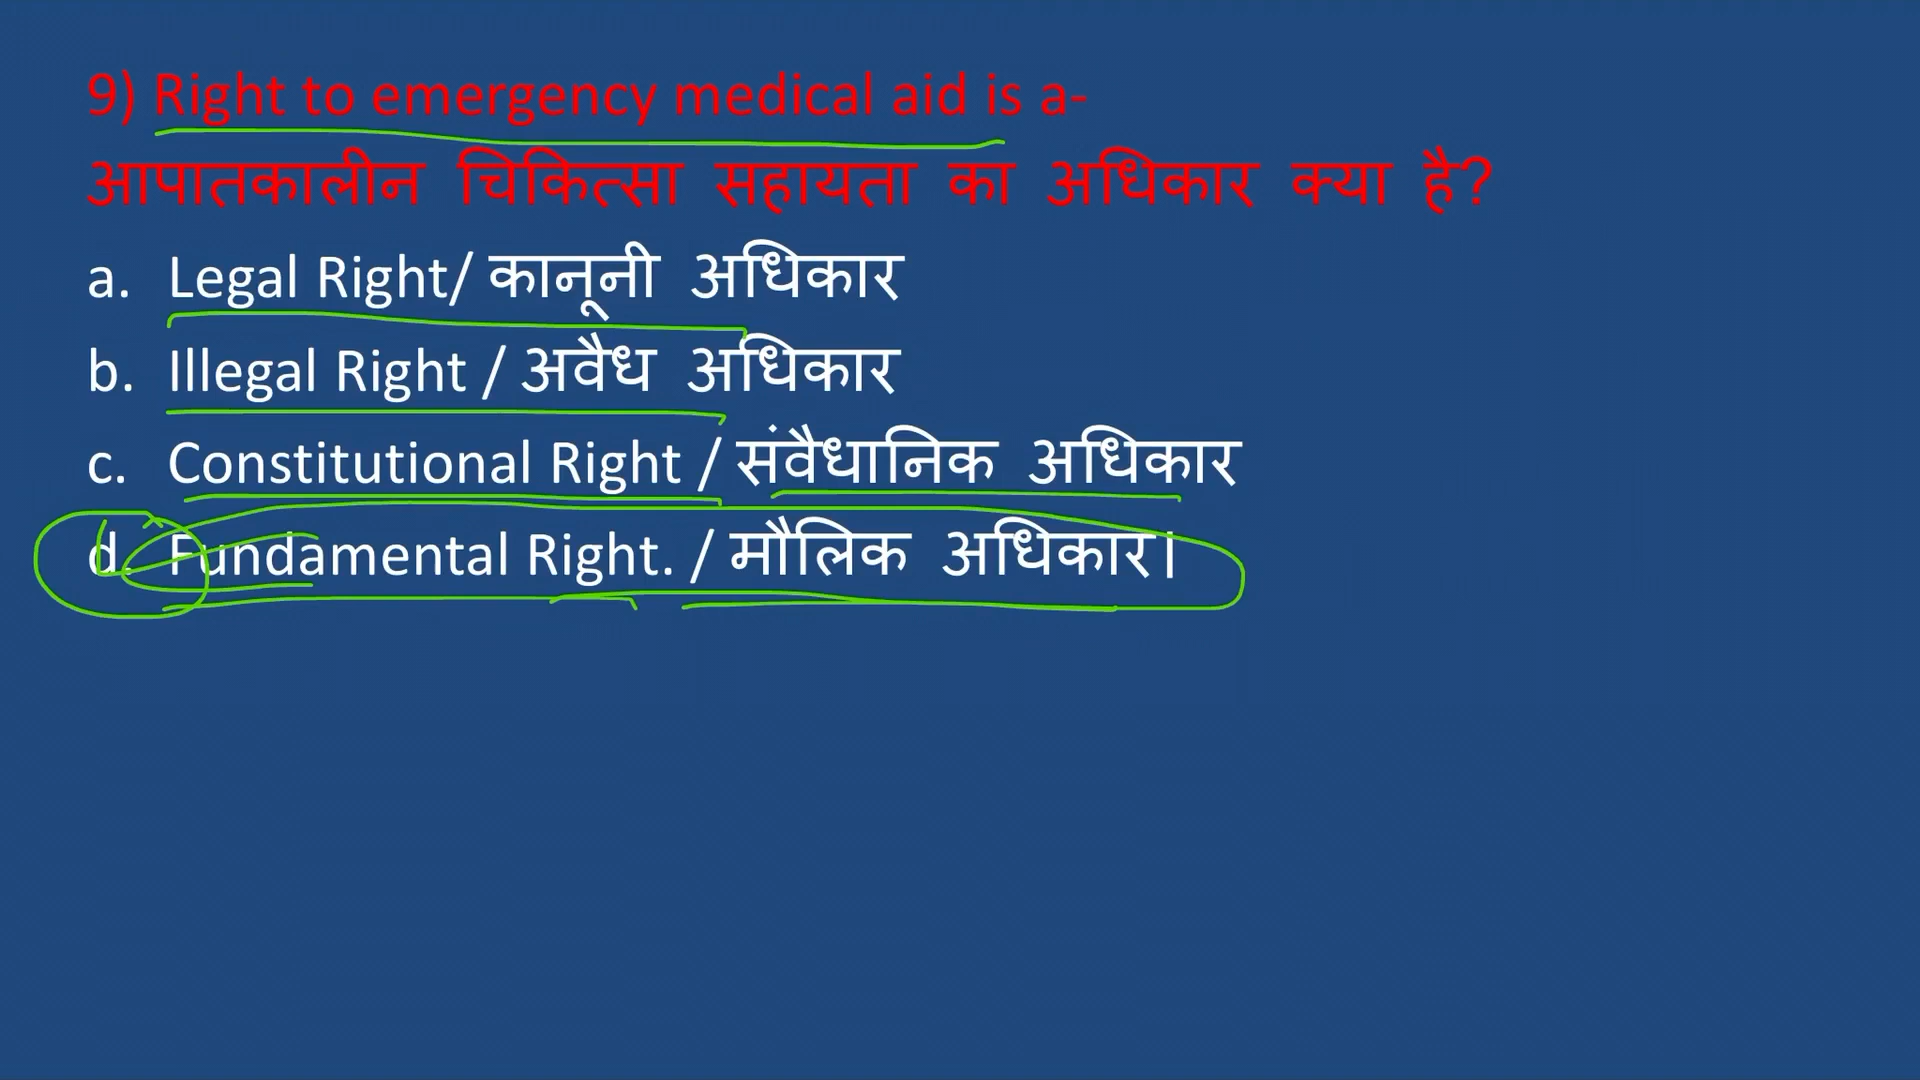 9) Right to emergency medical aid is a-
आपातकालीन चिकित्सा सहायता का अधिकार क्या है?
a. Legal Right/ कानूनी अधिकार
b. Illegal Right / अवैध अधिकार
c. Constitutional Right / संवैधानिक अधिकार
d. Fundamental Right. / मौलिक अधिकार।